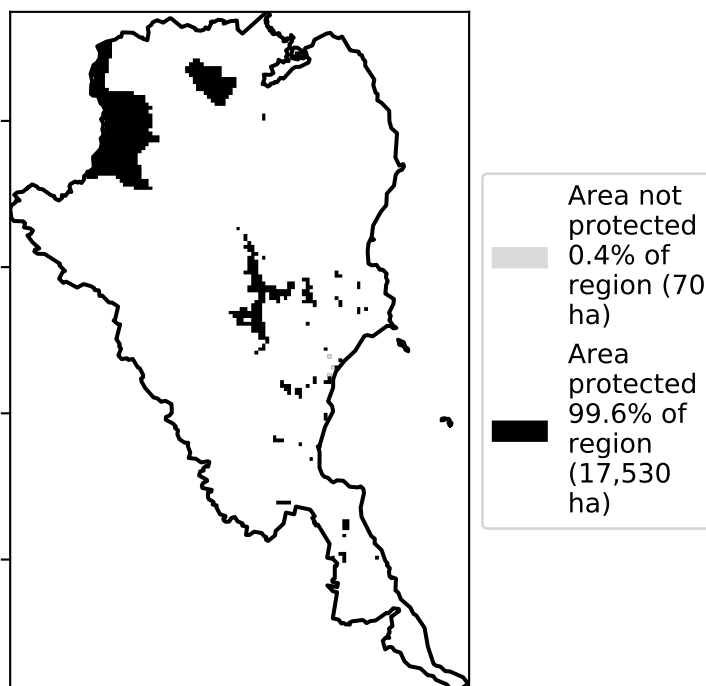 Area not
protected
0.4% of
region (70
ha)
Area
protected
99.6% of
region
(17,530
ha)